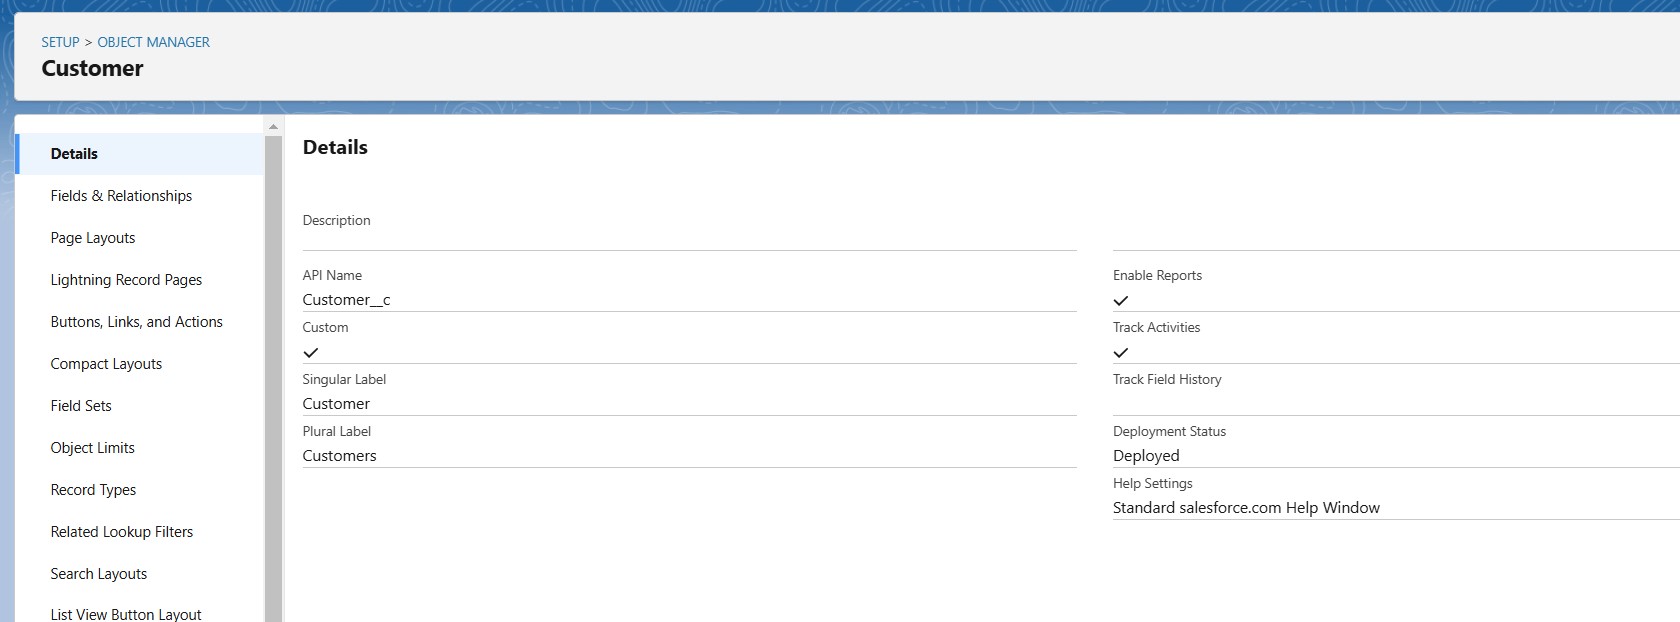 SETUP > OBJECT MANAGER
Customer
Details
Fields & Relationships
Page Layouts
Lightning Record Pages
Buttons, Links, and Actions
Compact Layouts
Field Sets
Object Limits
Record Types
Related Lookup Filters
Search Layouts
List View Button Layout
Details
Description
API Name
Customer__c
Custom
Singular Label
Customer
Plural Label
Customers
Enable Reports
Track Activities
Track Field History
Deployment Status
Deployed
Help Settings
Standard salesforce.com Help Window